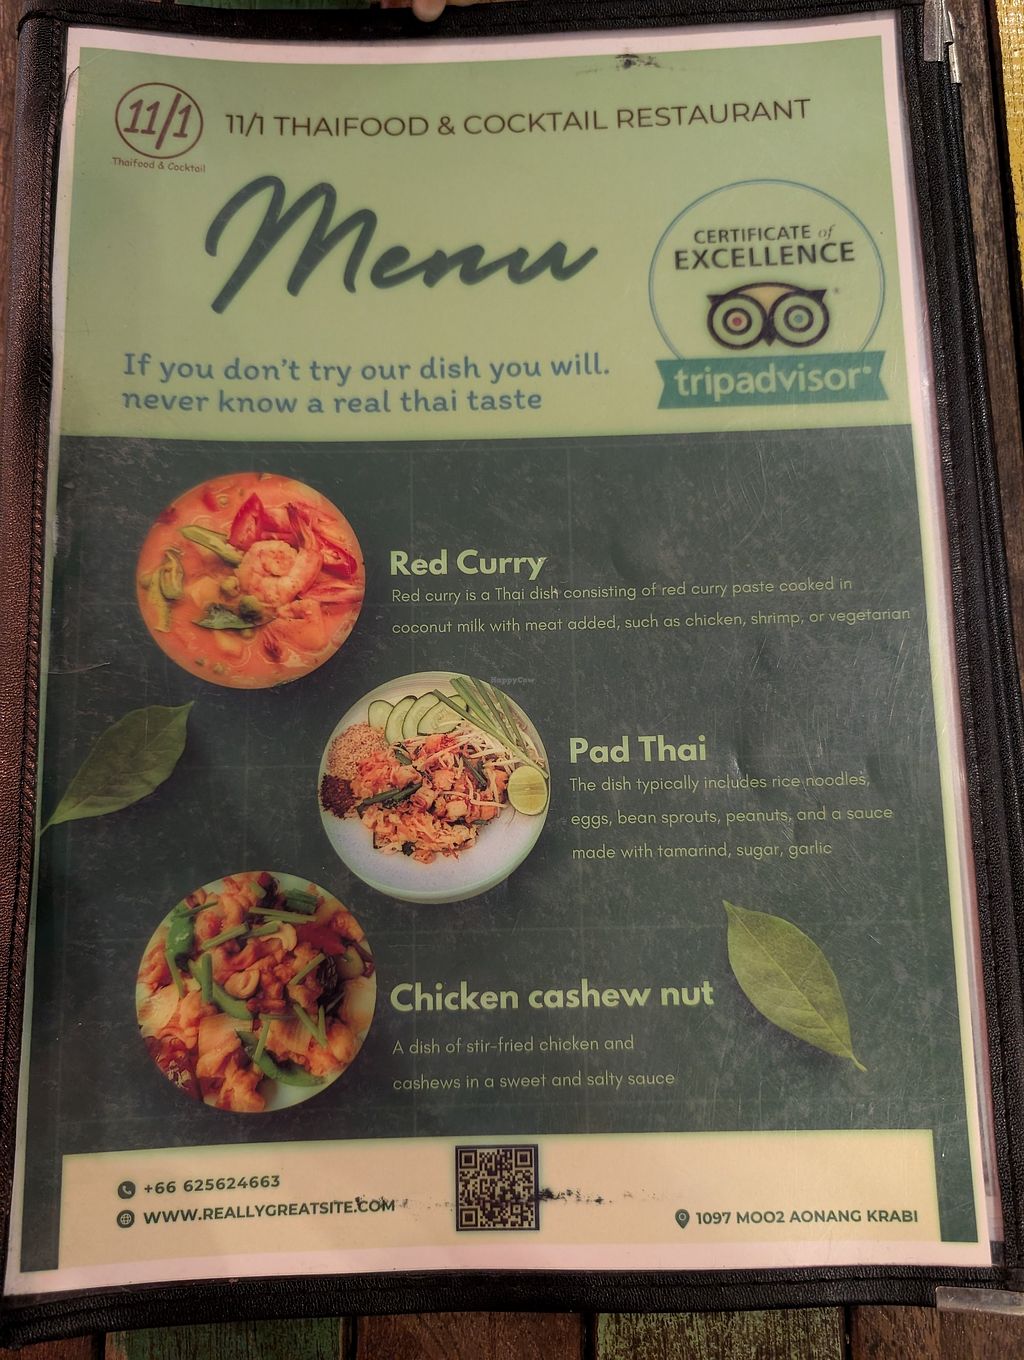 11/1
Thaifood & Cocktail
11/1 THAIFOOD & COCKTAIL RESTAURANT
Menu
CERTIFICATE of
EXCELLENCE
tripadvisor®
If you don't try our dish you will.
never know a real thai taste
Red Curry
Red curry is a Thai dish consisting of red curry paste cooked in
coconut milk with meat added, such as chicken, shrimp, or vegetarian
HappyCow
Pad Thai
The dish typically includes rice noodles,
eggs, bean sprouts, peanuts, and a sauce
made with tamarind, sugar, garlic
Chicken cashew nut
A dish of stir-fried chicken and
cashews in a sweet and salty sauce
+66 625624663
WWW.REALLYGREATSITE.COM
1097 MOO2 AONANG KRABI